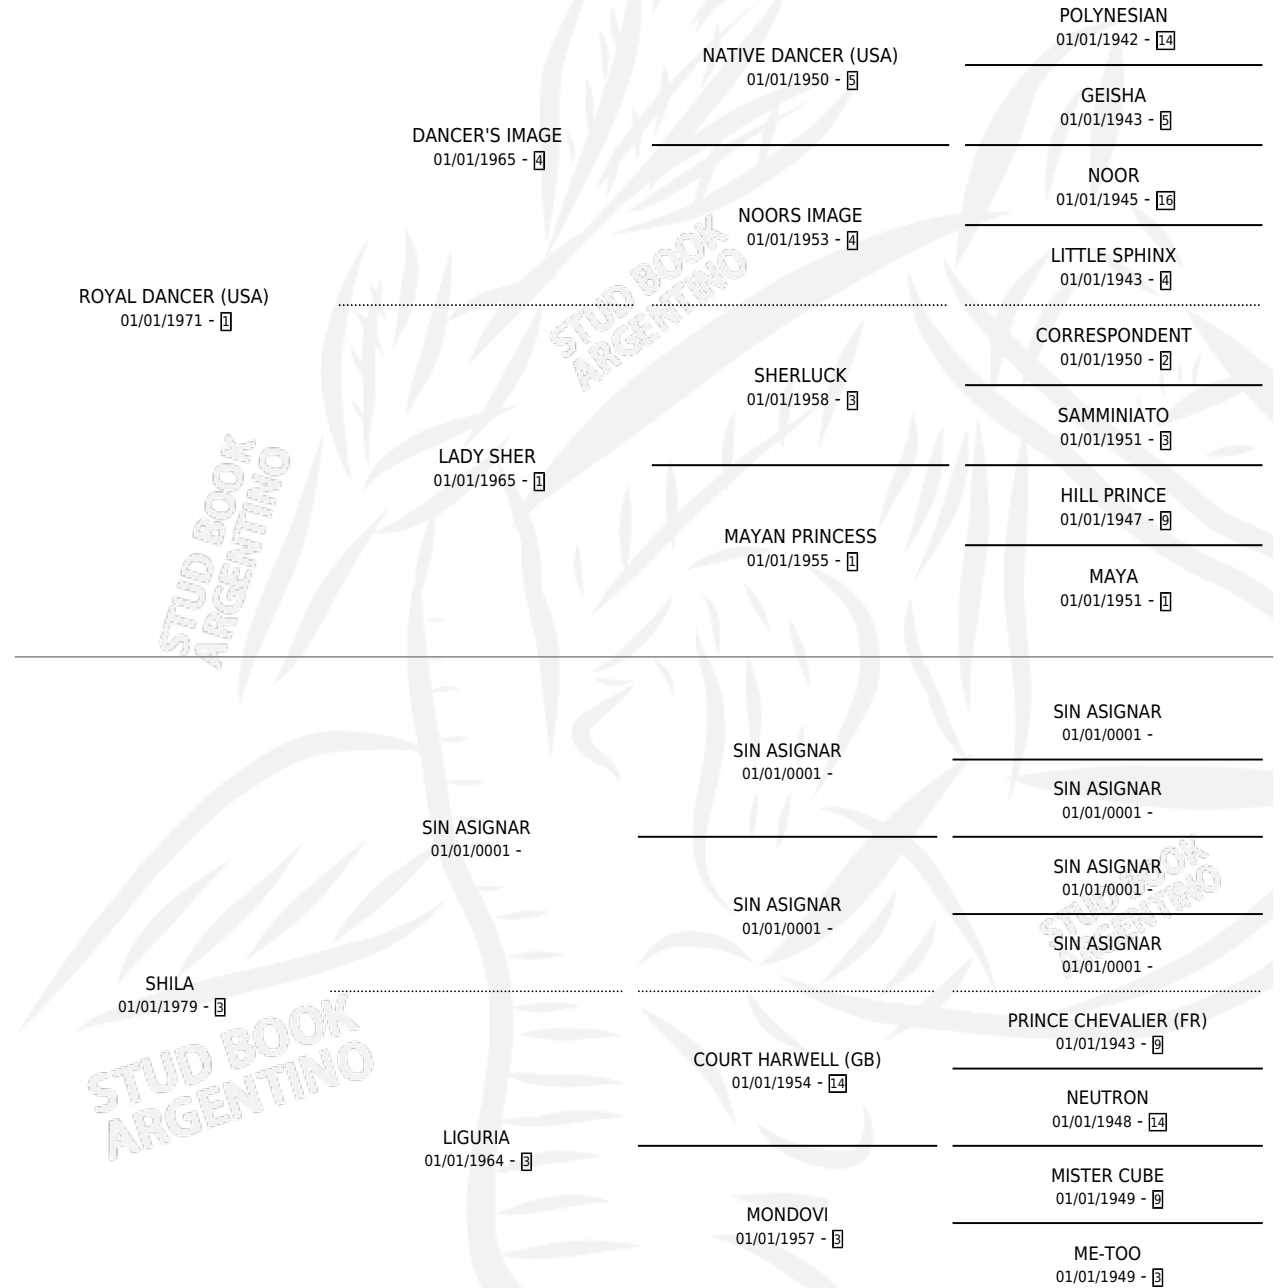 POLYNESIAN
01/01/1942 - 14
NATIVE DANCER (USA)
01/01/1950 - 5
GEISHA
01/01/1943 - 5
DANCER'S IMAGE
01/01/1965 - 4
NOOR
01/01/1945 - 16
NOORS IMAGE
01/01/1953 - 4
LITTLE SPHINX
01/01/1943 - 4
ROYAL DANCER (USA)
01/01/1971 - 1
STUD BOOK
ARGENTINO
CORRESPONDENT
01/01/1950 - 2
SHERLUCK
01/01/1958 - 3
SAMMINIATO
01/01/1951 - 3
LADY SHER
01/01/1965 - 1
HILL PRINCE
01/01/1947 - 9
MAYAN PRINCESS
01/01/1955 - 1
MAYA
01/01/1951 - 1
STUD BOOK
ARGENTINO
SIN ASIGNAR
01/01/0001 -
SIN ASIGNAR
01/01/0001 -
SIN ASIGNAR
01/01/0001 -
SIN ASIGNAR
01/01/0001 -
SIN ASIGNAR
01/01/0001 -
SIN ASIGNAR
01/01/0001 -
SIN ASIGNAR
01/01/0001 -
STUD BOOK
ARGENTINO
SHILA
01/01/1979 - 3
PRINCE CHEVALIER (FR)
01/01/1943 - 9
COURT HARWELL (GB)
01/01/1954 - 14
NEUTRON
01/01/1948 - 14
STUD BOOK
ARGENTINO
LIGURIA
01/01/1964 - 3
MISTER CUBE
01/01/1949 - 9
MONDOVI
01/01/1957 - 3
ME-TOO
01/01/1949 - 3